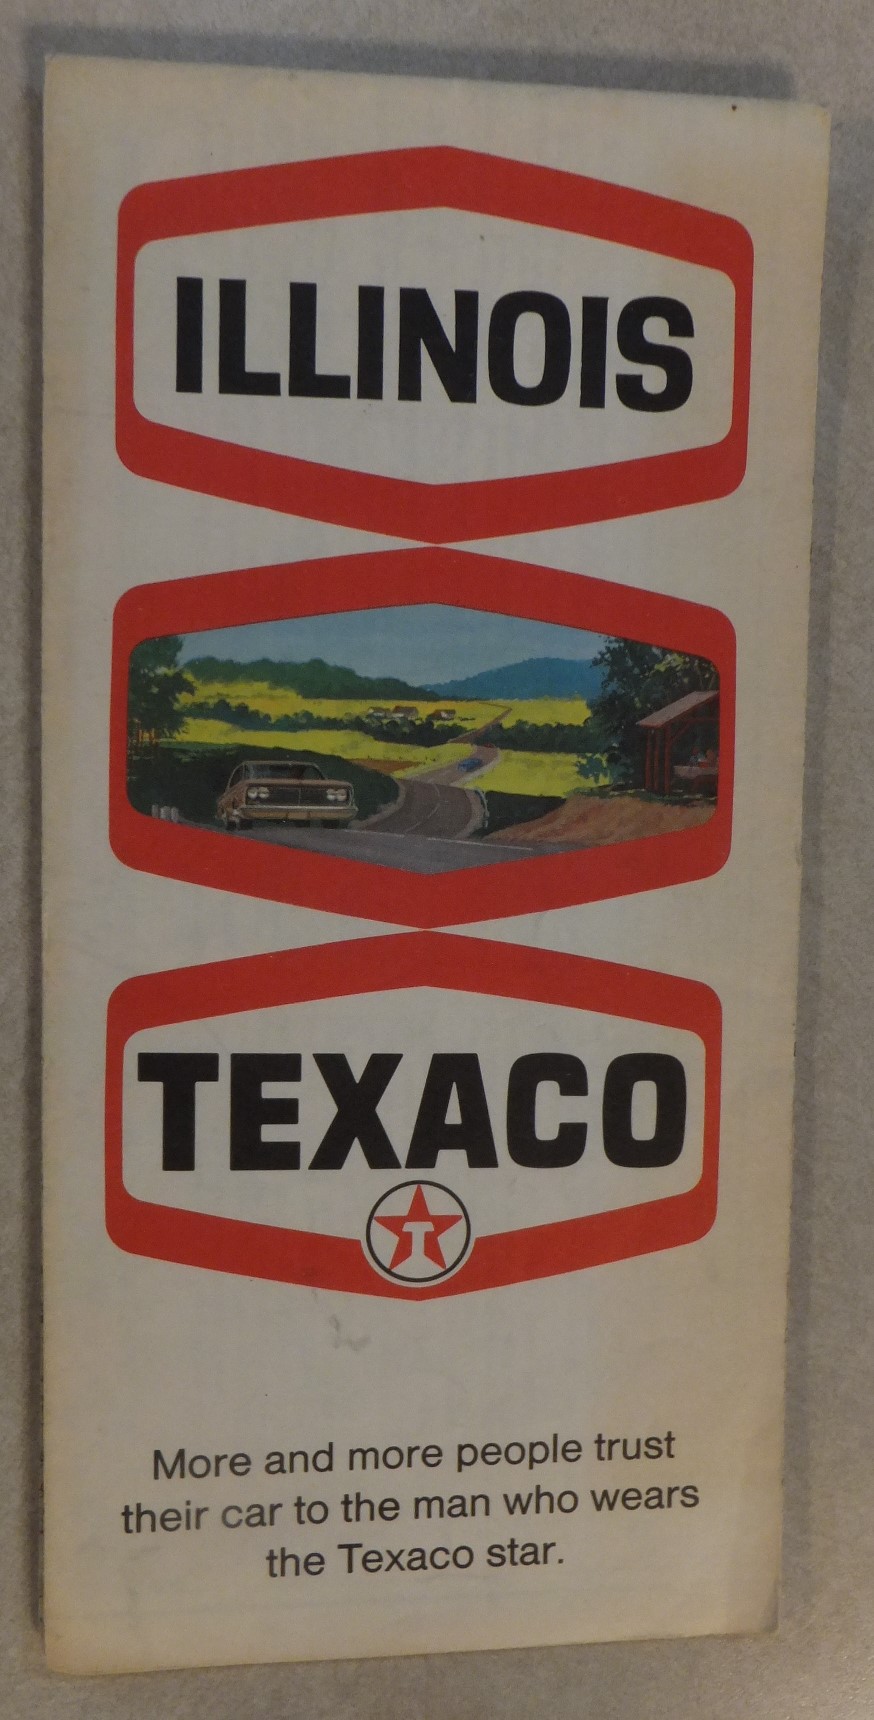 ILLINOIS
TEXACO
T
More and more people trust
their car to the man who wears
the Texaco star.